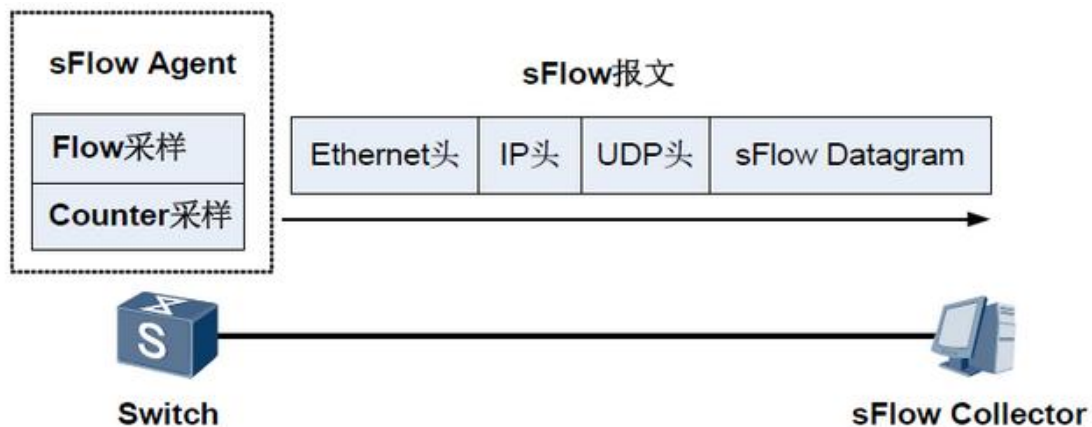 sFlow Agent
Flow采样
Counter采样
sFlow报文
Ethernet头 IP头 UDP头 sFlow Datagram
S
Switch
sFlow Collector